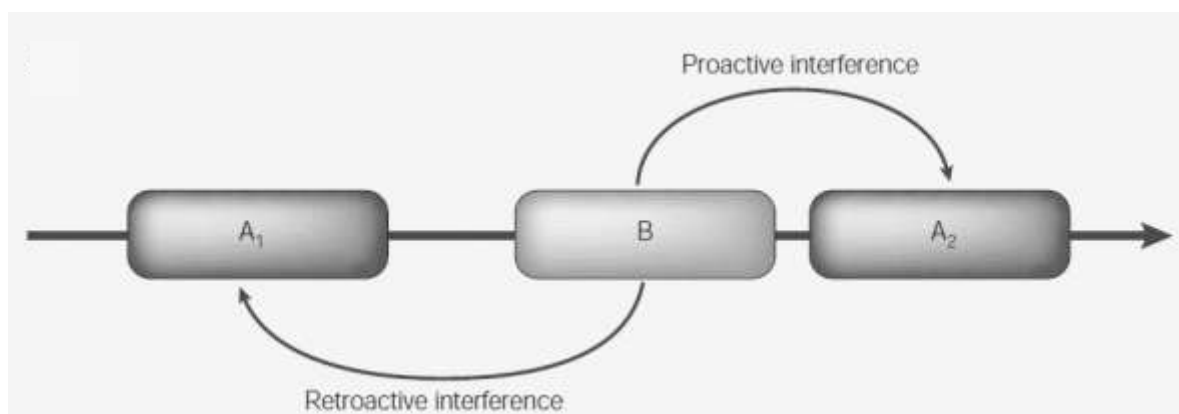 Proactive interference
A₁
B
A₂
Retroactive interference